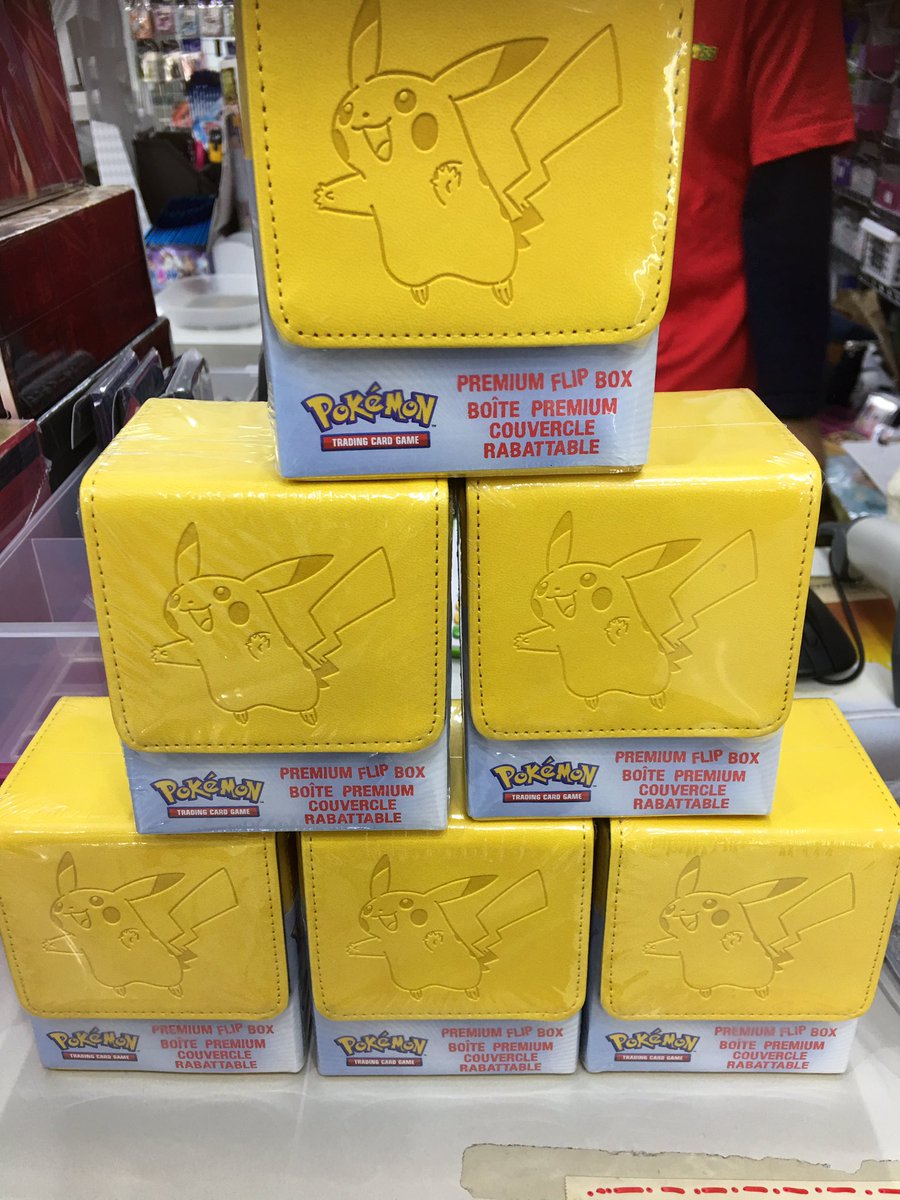 Pokémon
TRADING CARD GAME
PREMIUM FLIP BOX
BOÎTE PREMIUM
COUVERCLE
RABATTABLE
Pokémon
TRADING CARD GAME
PREMIUM FLIP BOX
BOÎTE PREMIUM
COUVERCLE
RABATTABLE
Pokémon
TRADING CARD GAME
PREMIUM FLIP BOX
BOÎTE PREMIUM
COUVERCLE
RABATTABLE
Pokémon
TRADING CARD GAME
PREMIUM FLIP BOX
BOÎTE PREMIUM
COUVERCLE
RABATTABLE
Pokémon
TRADING CARD GAME
PREMIUM FLIP BOX
BOÎTE PREMIUM
COUVERCLE
RABATTABLE
Pokémon
TRADING CARD GAME
PREMIUM FLIP BOX
BOÎTE PREMIUM
COUVERCLE
RABATTABLE